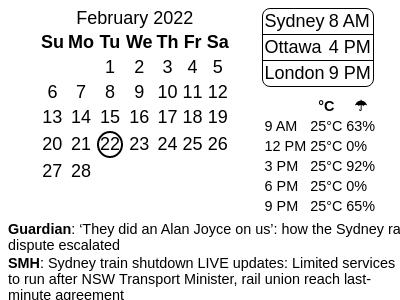 February 2022
Su Mo Tu We Th Fr Sa
1 2 3 4 5
6 7 8 9 10 11 12
13 14 15 16 17 18 19
20 21 22 23 24 25 26
27 28
Sydney 8 AM
Ottawa 4 PM
London 9 PM
°C ☂
9 AM 25°C 63%
12 PM 25°C 0%
3 PM 25°C 92%
6 PM 25°C 0%
9 PM 25°C 65%
Guardian: ‘They did an Alan Joyce on us’: how the Sydney ra
dispute escalated
SMH: Sydney train shutdown LIVE updates: Limited services
to run after NSW Transport Minister, rail union reach last-
minute agreement